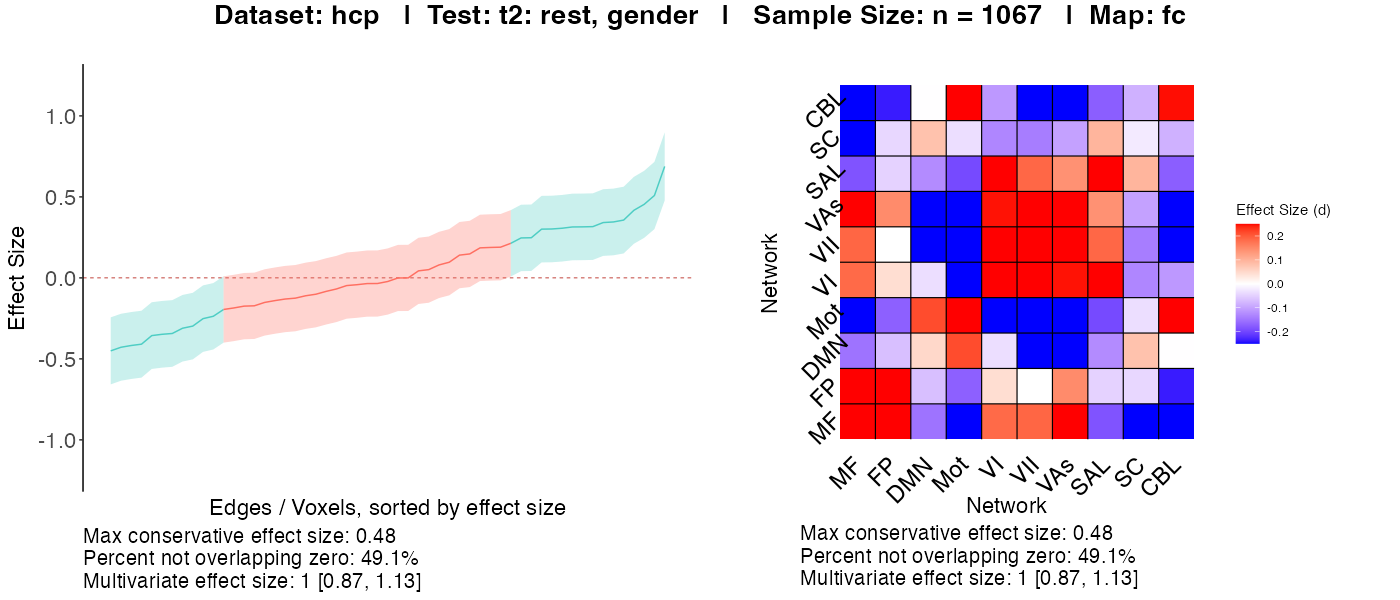 Dataset: hcp | Test: t2: rest, gender | Sample Size: n = 1067 | Map: fc
1.0
0.5
0.0
-0.5
-1.0
Effect Size
Edges / Voxels, sorted by effect size
Max conservative effect size: 0.48
Percent not overlapping zero: 49.1%
Multivariate effect size: 1 [0.87, 1.13]
CBL
SC
SAL
VAs
VII
VI
Mot
DMN
FP
MF
Network
MF
FP
DMN
Mot
VI
VII
VAs
SAL
SC
CBL
Network
Max conservative effect size: 0.48
Percent not overlapping zero: 49.1%
Multivariate effect size: 1 [0.87, 1.13]
Effect Size (d)
0.2
0.1
0.0
-0.1
-0.2